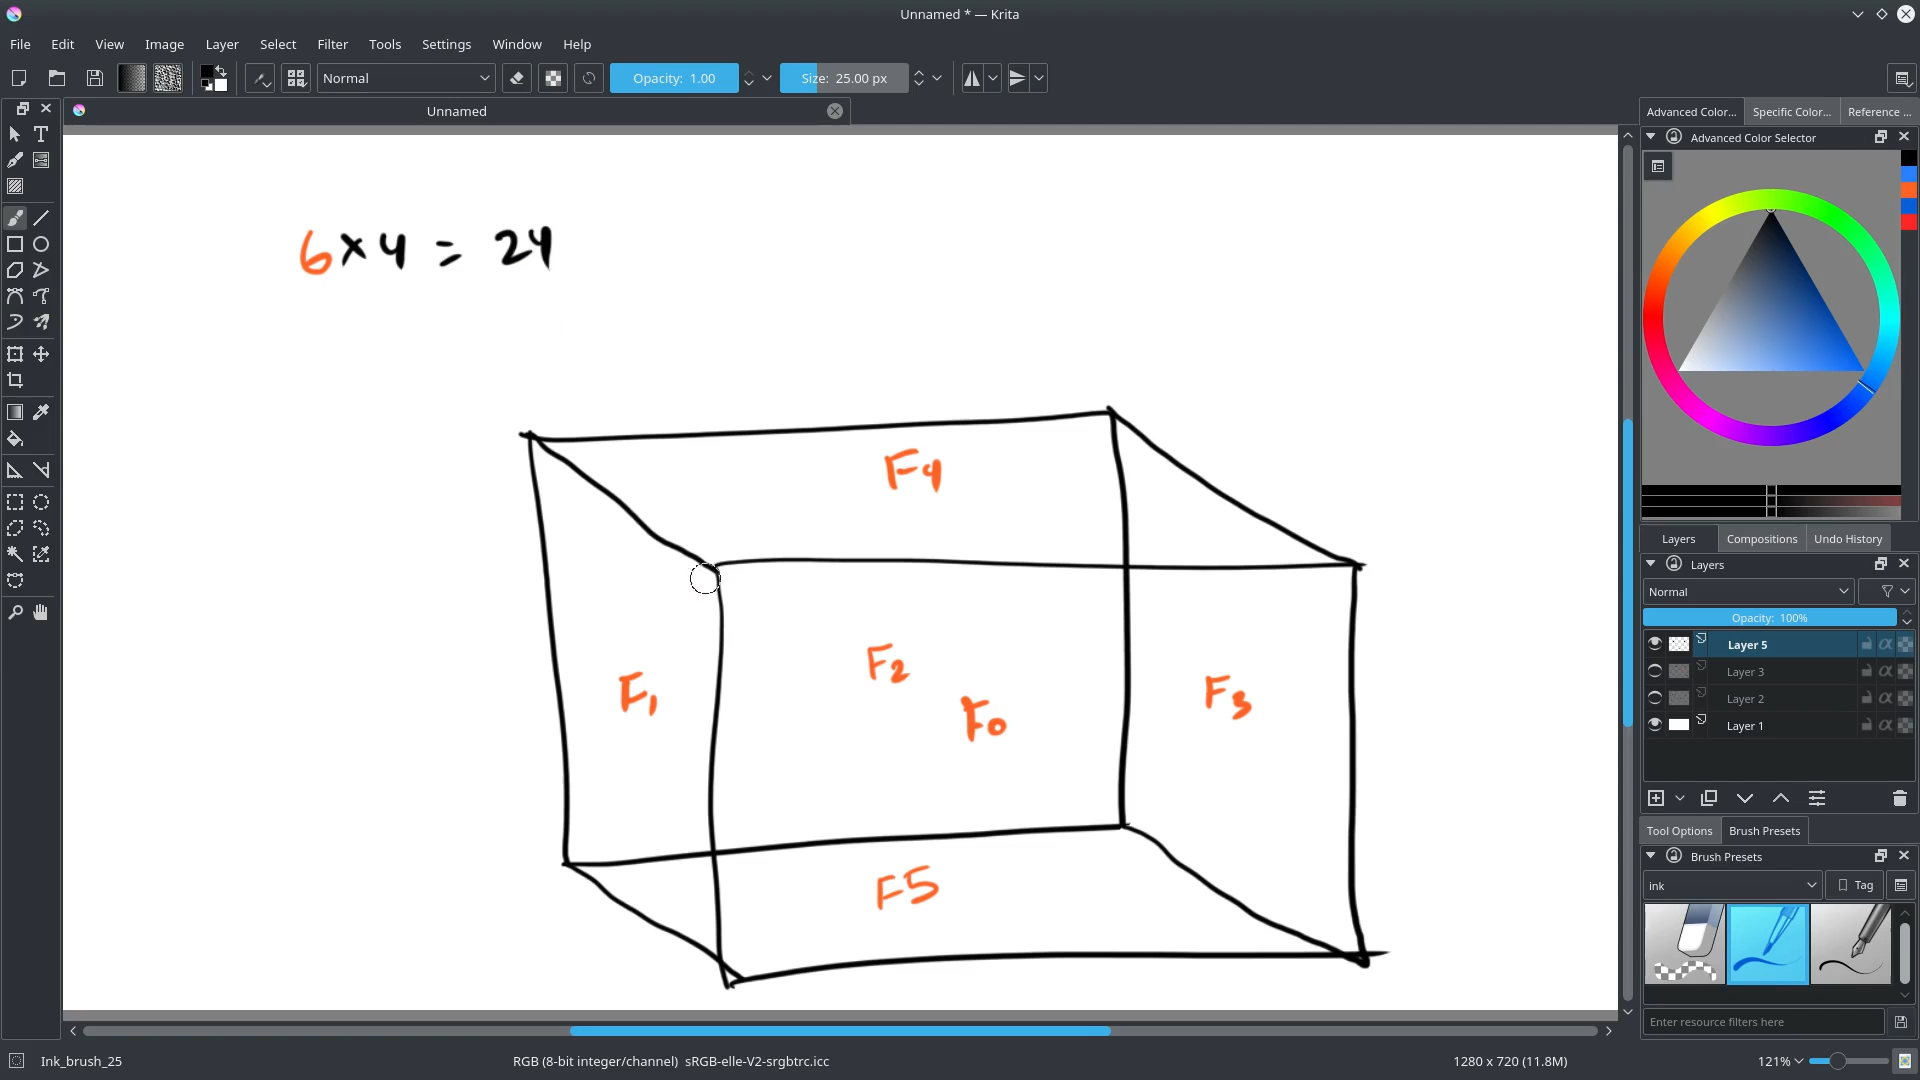 Unnamed * — Krita
File Edit View Image Layer Select Filter Tools Settings Window Help
Normal Opacity: 1.00 Size: 25.00 px
Unnamed
Advanced Color... Specific Color... Reference ...
Advanced Color Selector
6×4 = 24
F4
F1
F2
F0
F3
F5
Layers Compositions Undo History
Layers
Normal
Opacity: 100%
Layer 5
Layer 3
Layer 2
Layer 1
Tool Options Brush Presets
Brush Presets
ink Tag
Enter resource filters here
Ink_brush_25 RGB (8-bit integer/channel) sRGB-elle-V2-srgbtrc.icc 1280 x 720 (11.8M) 121%